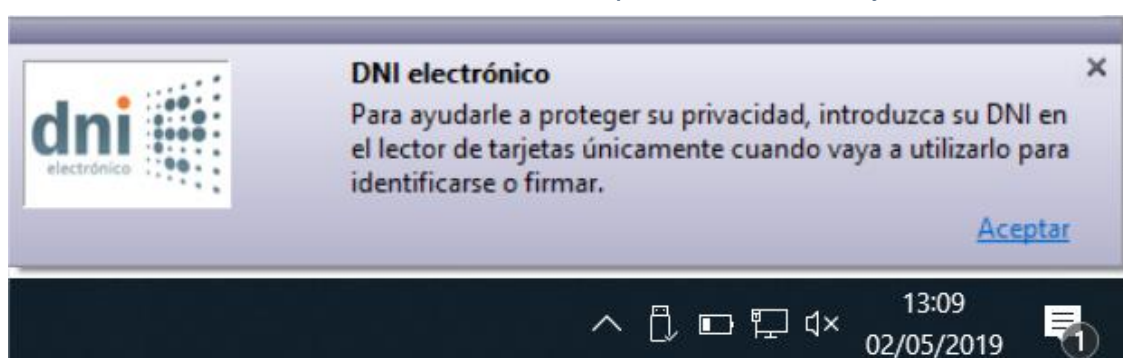 dni
electrónico
DNI electrónico
Para ayudarle a proteger su privacidad, introduzca su DNI en
el lector de tarjetas únicamente cuando vaya a utilizarlo para
identificarse o firmar.
Aceptar
13:09
02/05/2019
1